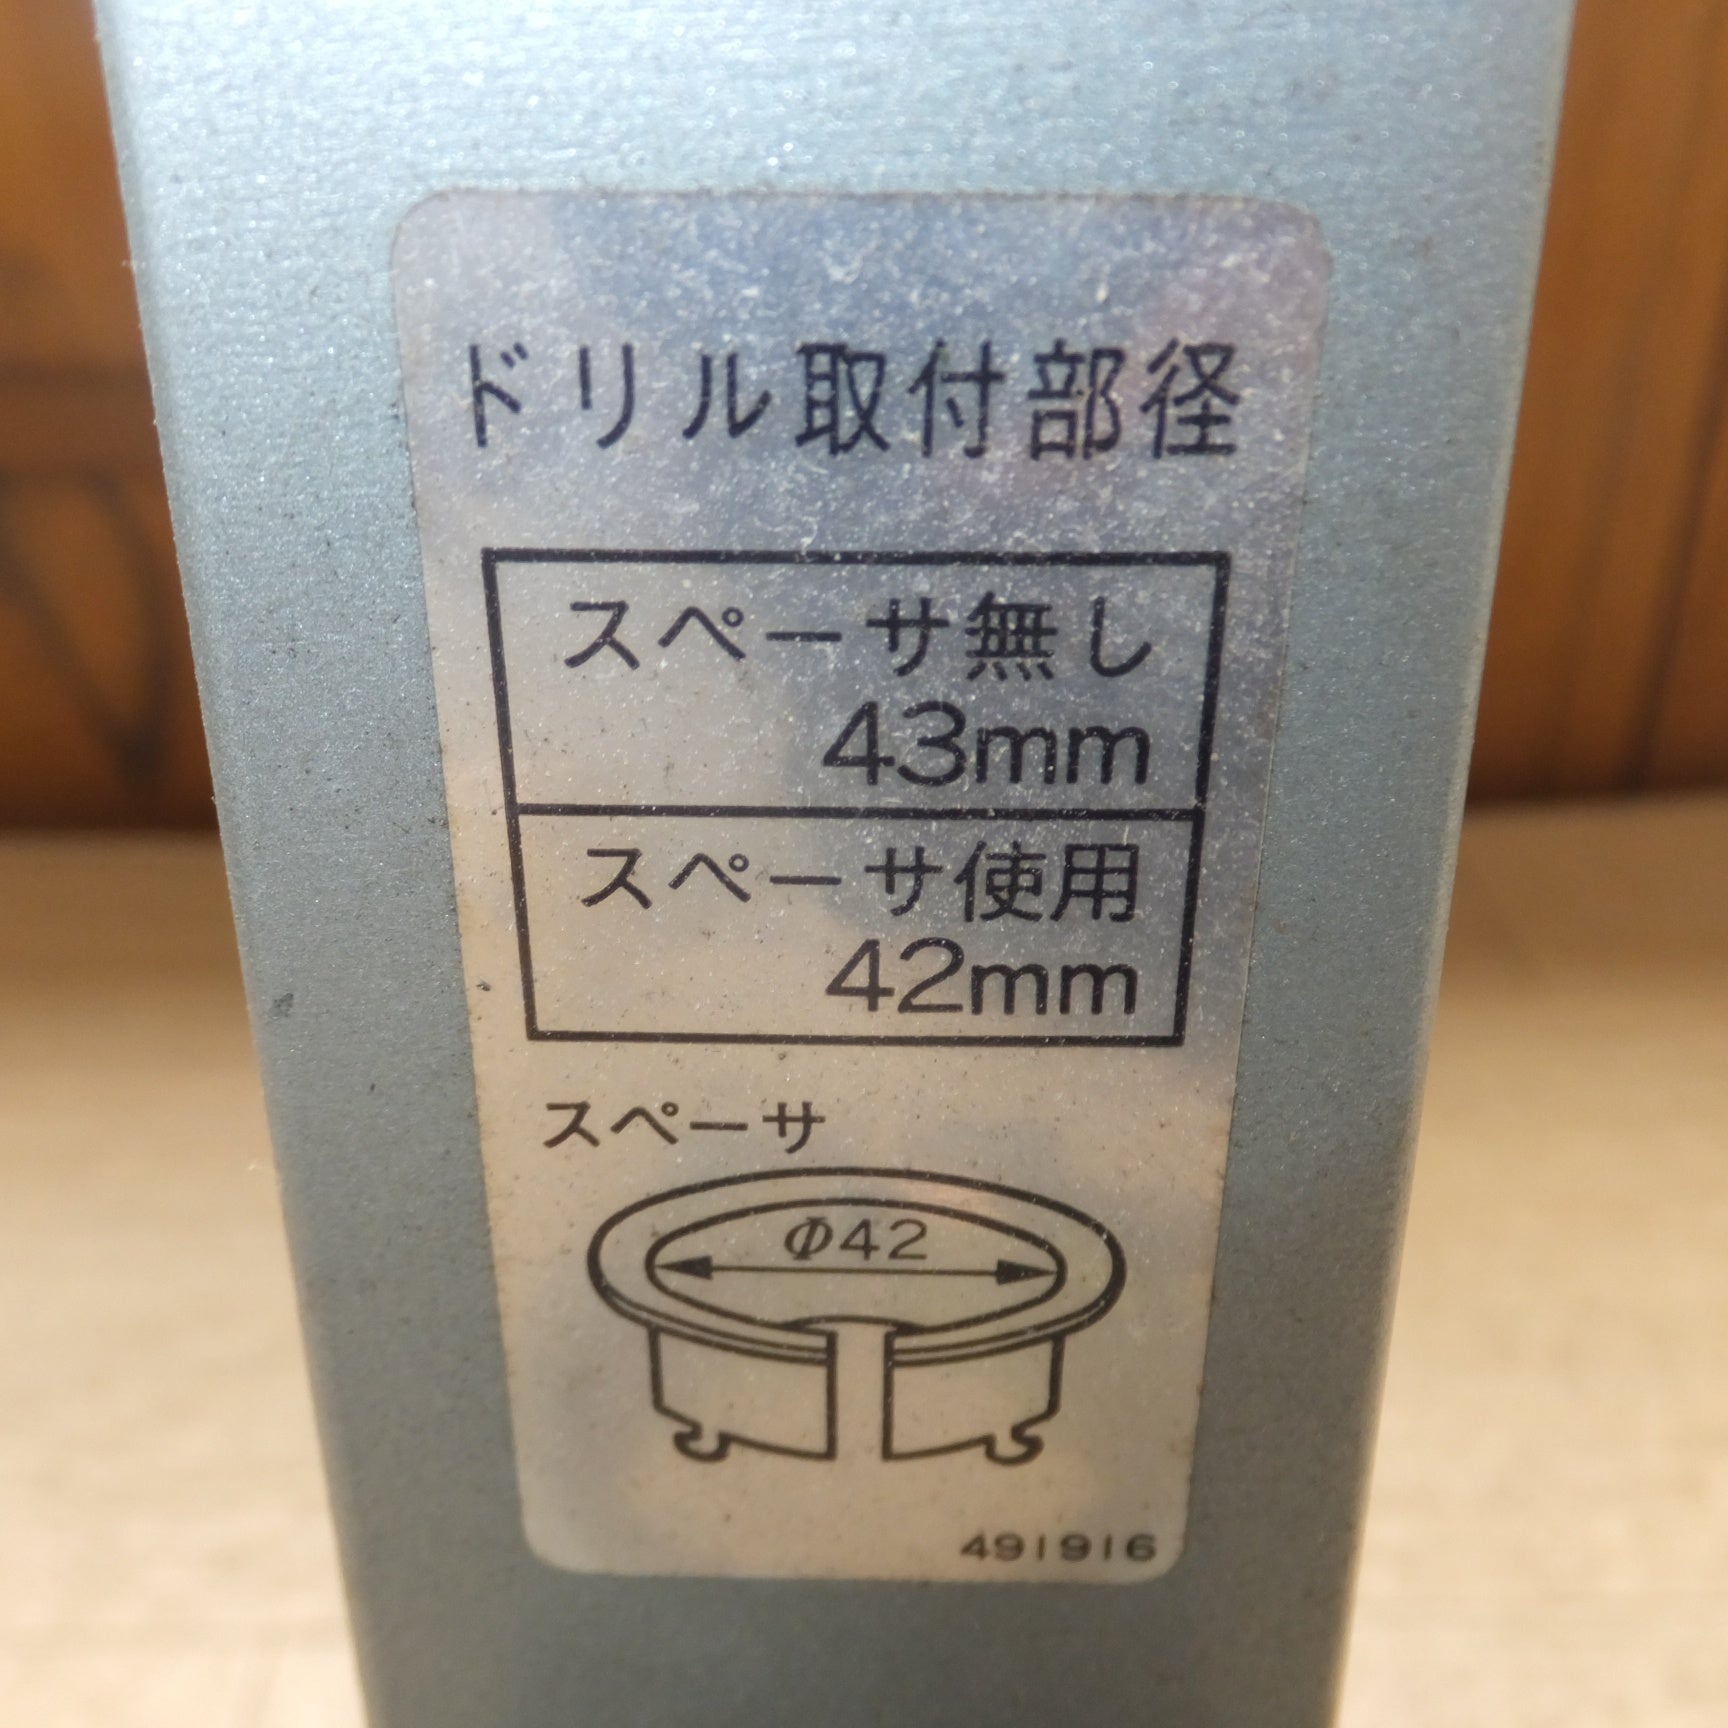 ドリル取付部径
スペーサ無し
43mm
スペーサ使用
42mm
スペーサ
Φ42
491916